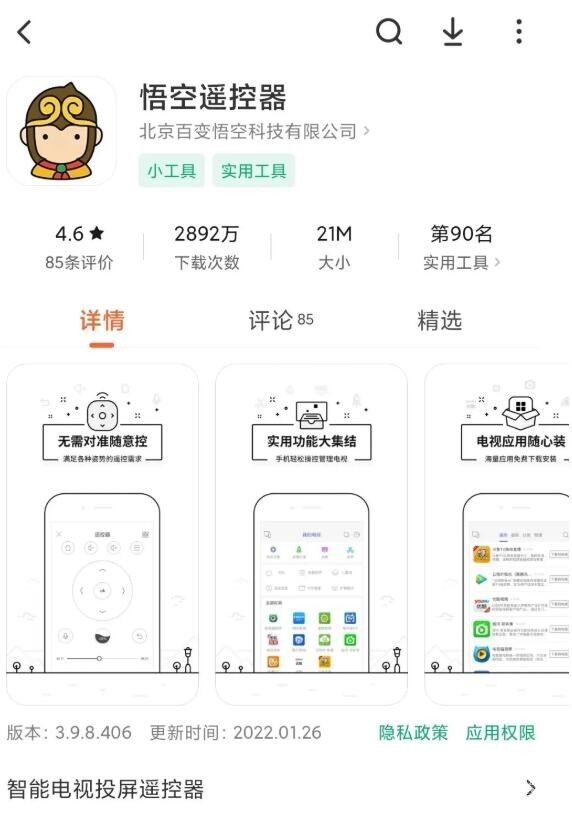 悟空遥控器
北京百变悟空科技有限公司
小工具 实用工具
4.6★ 2892万 21M 第90名
85条评价 下载次数 大小 实用工具
详情 评论 85 精选
无需对准随意控
满足各种姿势的遥控需求
遥控器
ok
实用功能大集结
手机轻松操控管理电视
我的电视
电视应用随心装
海量应用免费下载安装
版本：3.9.8.406 更新时间：2022.01.26 隐私政策 应用权限
智能电视投屏遥控器